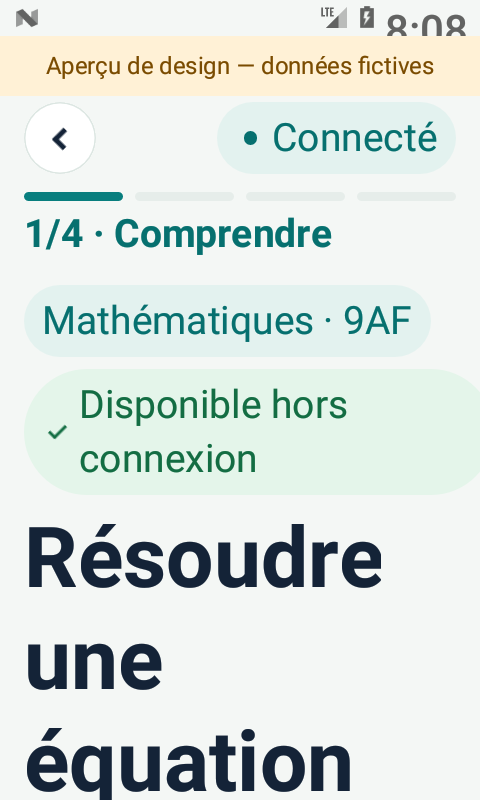 LTE
8:08
Aperçu de design — données fictives
Connecté
1/4 · Comprendre
Mathématiques · 9AF
Disponible hors
connexion
Résoudre
une
équation